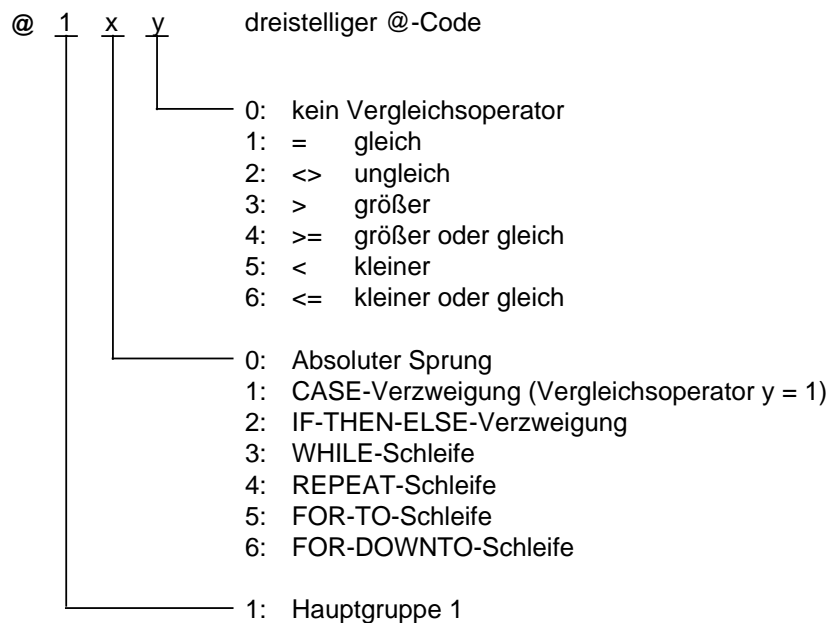 @ 1 x y dreistelliger @-Code
0: kein Vergleichsoperator
1: = gleich
2: <> ungleich
3: > größer
4: >= größer oder gleich
5: < kleiner
6: <= kleiner oder gleich
0: Absoluter Sprung
1: CASE-Verzweigung (Vergleichsoperator y = 1)
2: IF-THEN-ELSE-Verzweigung
3: WHILE-Schleife
4: REPEAT-Schleife
5: FOR-TO-Schleife
6: FOR-DOWNTO-Schleife
1: Hauptgruppe 1